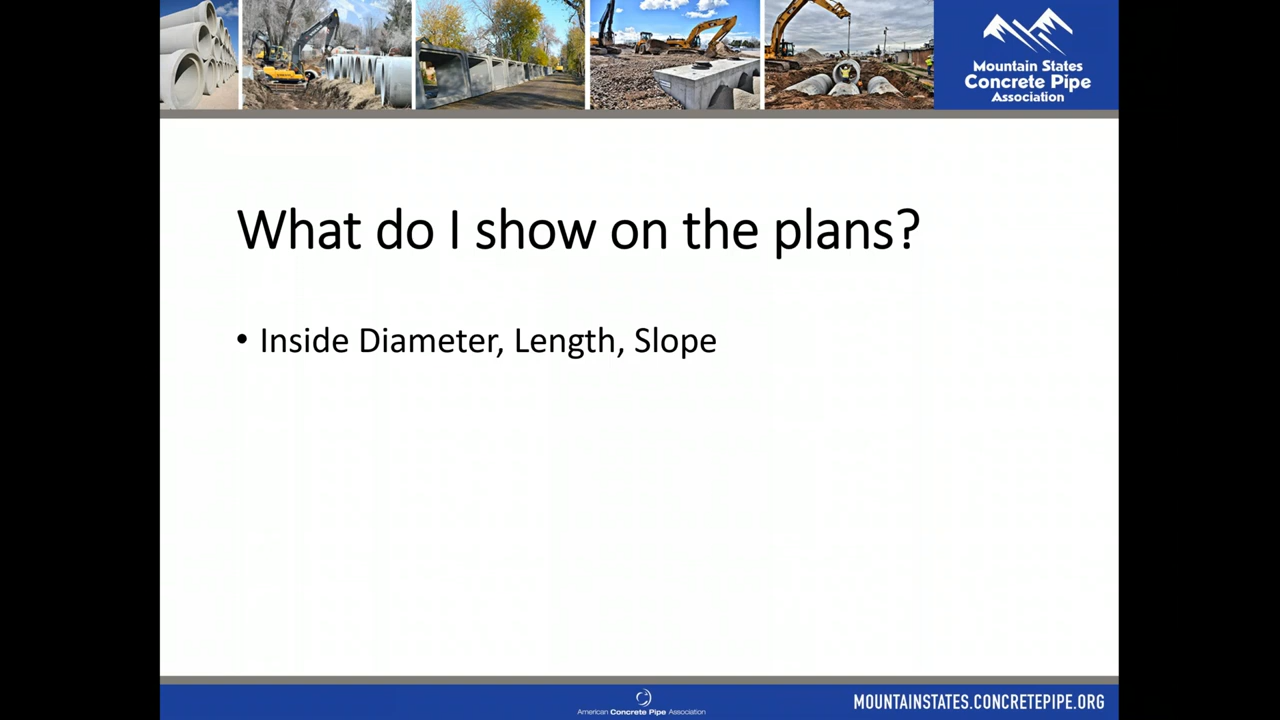 Mountain States
Concrete Pipe
Association
What do I show on the plans?
• Inside Diameter, Length, Slope
American Concrete Pipe Association
MOUNTAINSTATES.CONCRETEPIPE.ORG